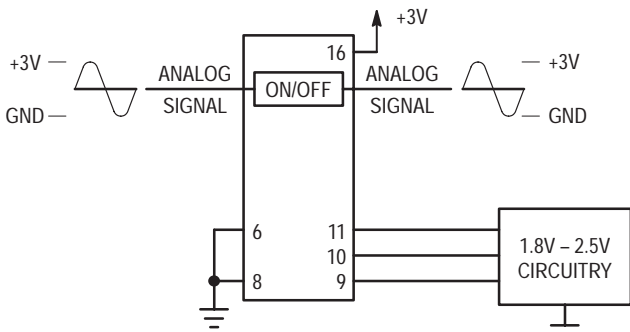 +3V
16
+3V
ANALOG
SIGNAL
ON/OFF
ANALOG
SIGNAL
+3V
GND
GND
6
11
10
8
9
1.8V – 2.5V
CIRCUITRY